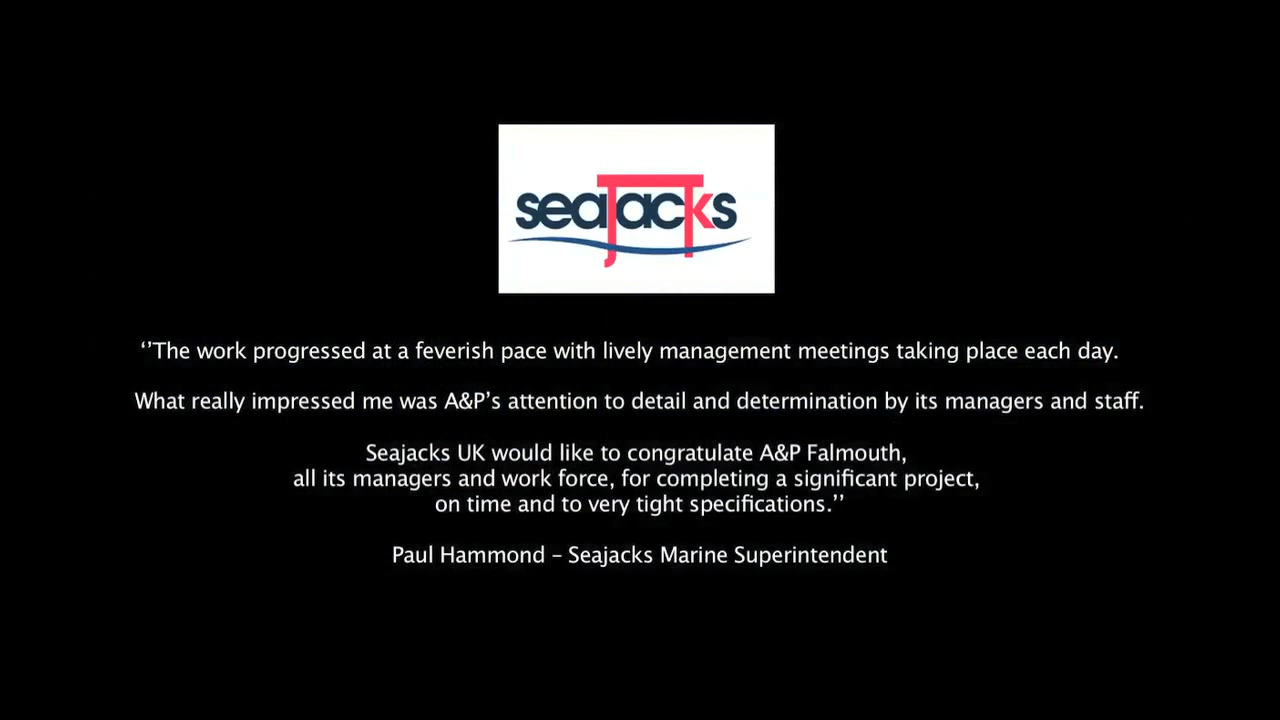 seajacks
‘’The work progressed at a feverish pace with lively management meetings taking place each day.
What really impressed me was A&P’s attention to detail and determination by its managers and staff.
Seajacks UK would like to congratulate A&P Falmouth,
all its managers and work force, for completing a significant project,
on time and to very tight specifications.’’
Paul Hammond – Seajacks Marine Superintendent